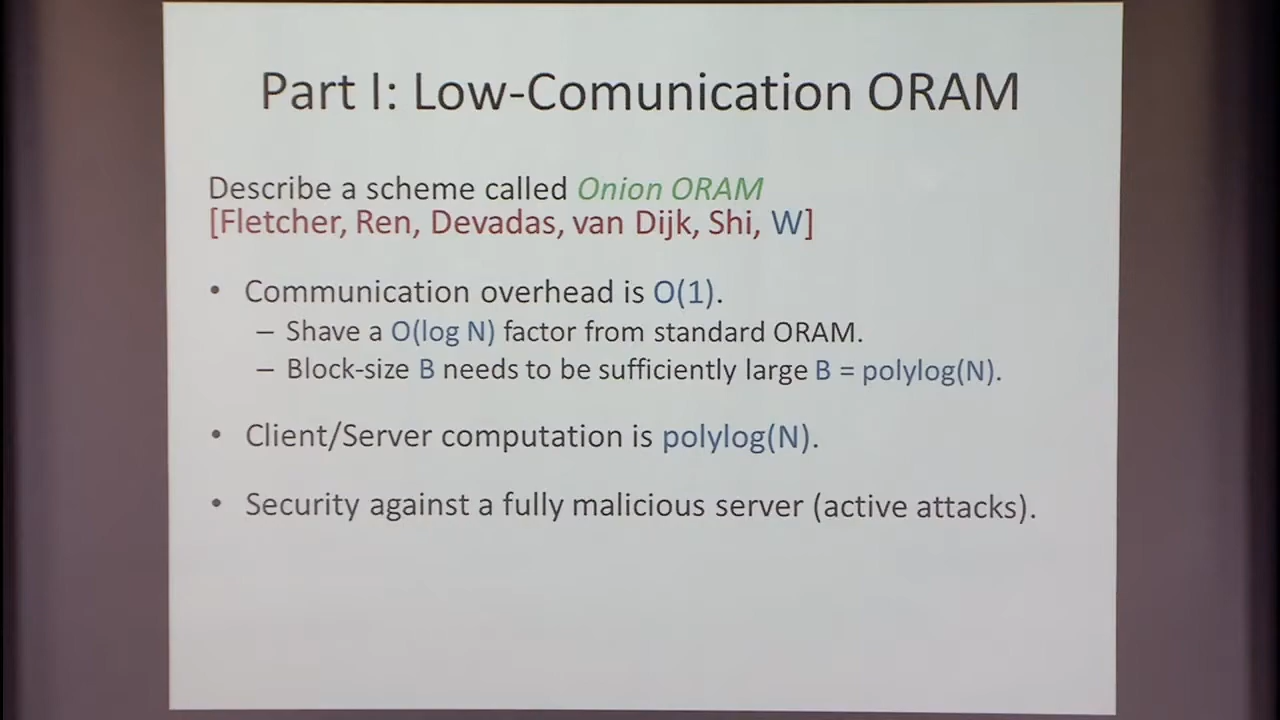 Part I: Low-Comunication ORAM
Describe a scheme called Onion ORAM
[Fletcher, Ren, Devadas, van Dijk, Shi, W]
• Communication overhead is O(1).
– Shave a O(log N) factor from standard ORAM.
– Block-size B needs to be sufficiently large B = polylog(N).
• Client/Server computation is polylog(N).
• Security against a fully malicious server (active attacks).